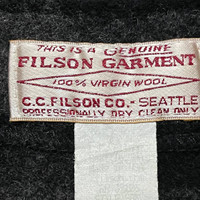 THIS IS A GENUINE
FILSON GARMENT
100% VIRGIN WOOL
C.C. FILSON CO.- SEATTLE
PROFESSIONALLY DRY CLEAN ONLY